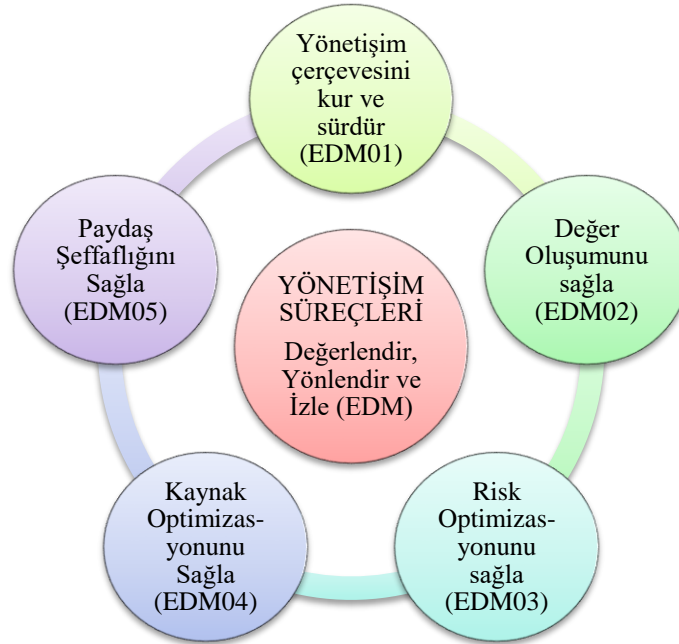 Yönetişim
çerçevesini
kur ve
sürdür
(EDM01)
Değer
Oluşumunu
sağla
(EDM02)
Risk
Optimizas-
yonunu
sağla
(EDM03)
Kaynak
Optimizas-
yonunu
Sağla
(EDM04)
Paydaş
Şeffaflığını
Sağla
(EDM05)
YÖNETİŞİM
SÜREÇLERİ
Değerlendir,
Yönlendir ve
İzle (EDM)